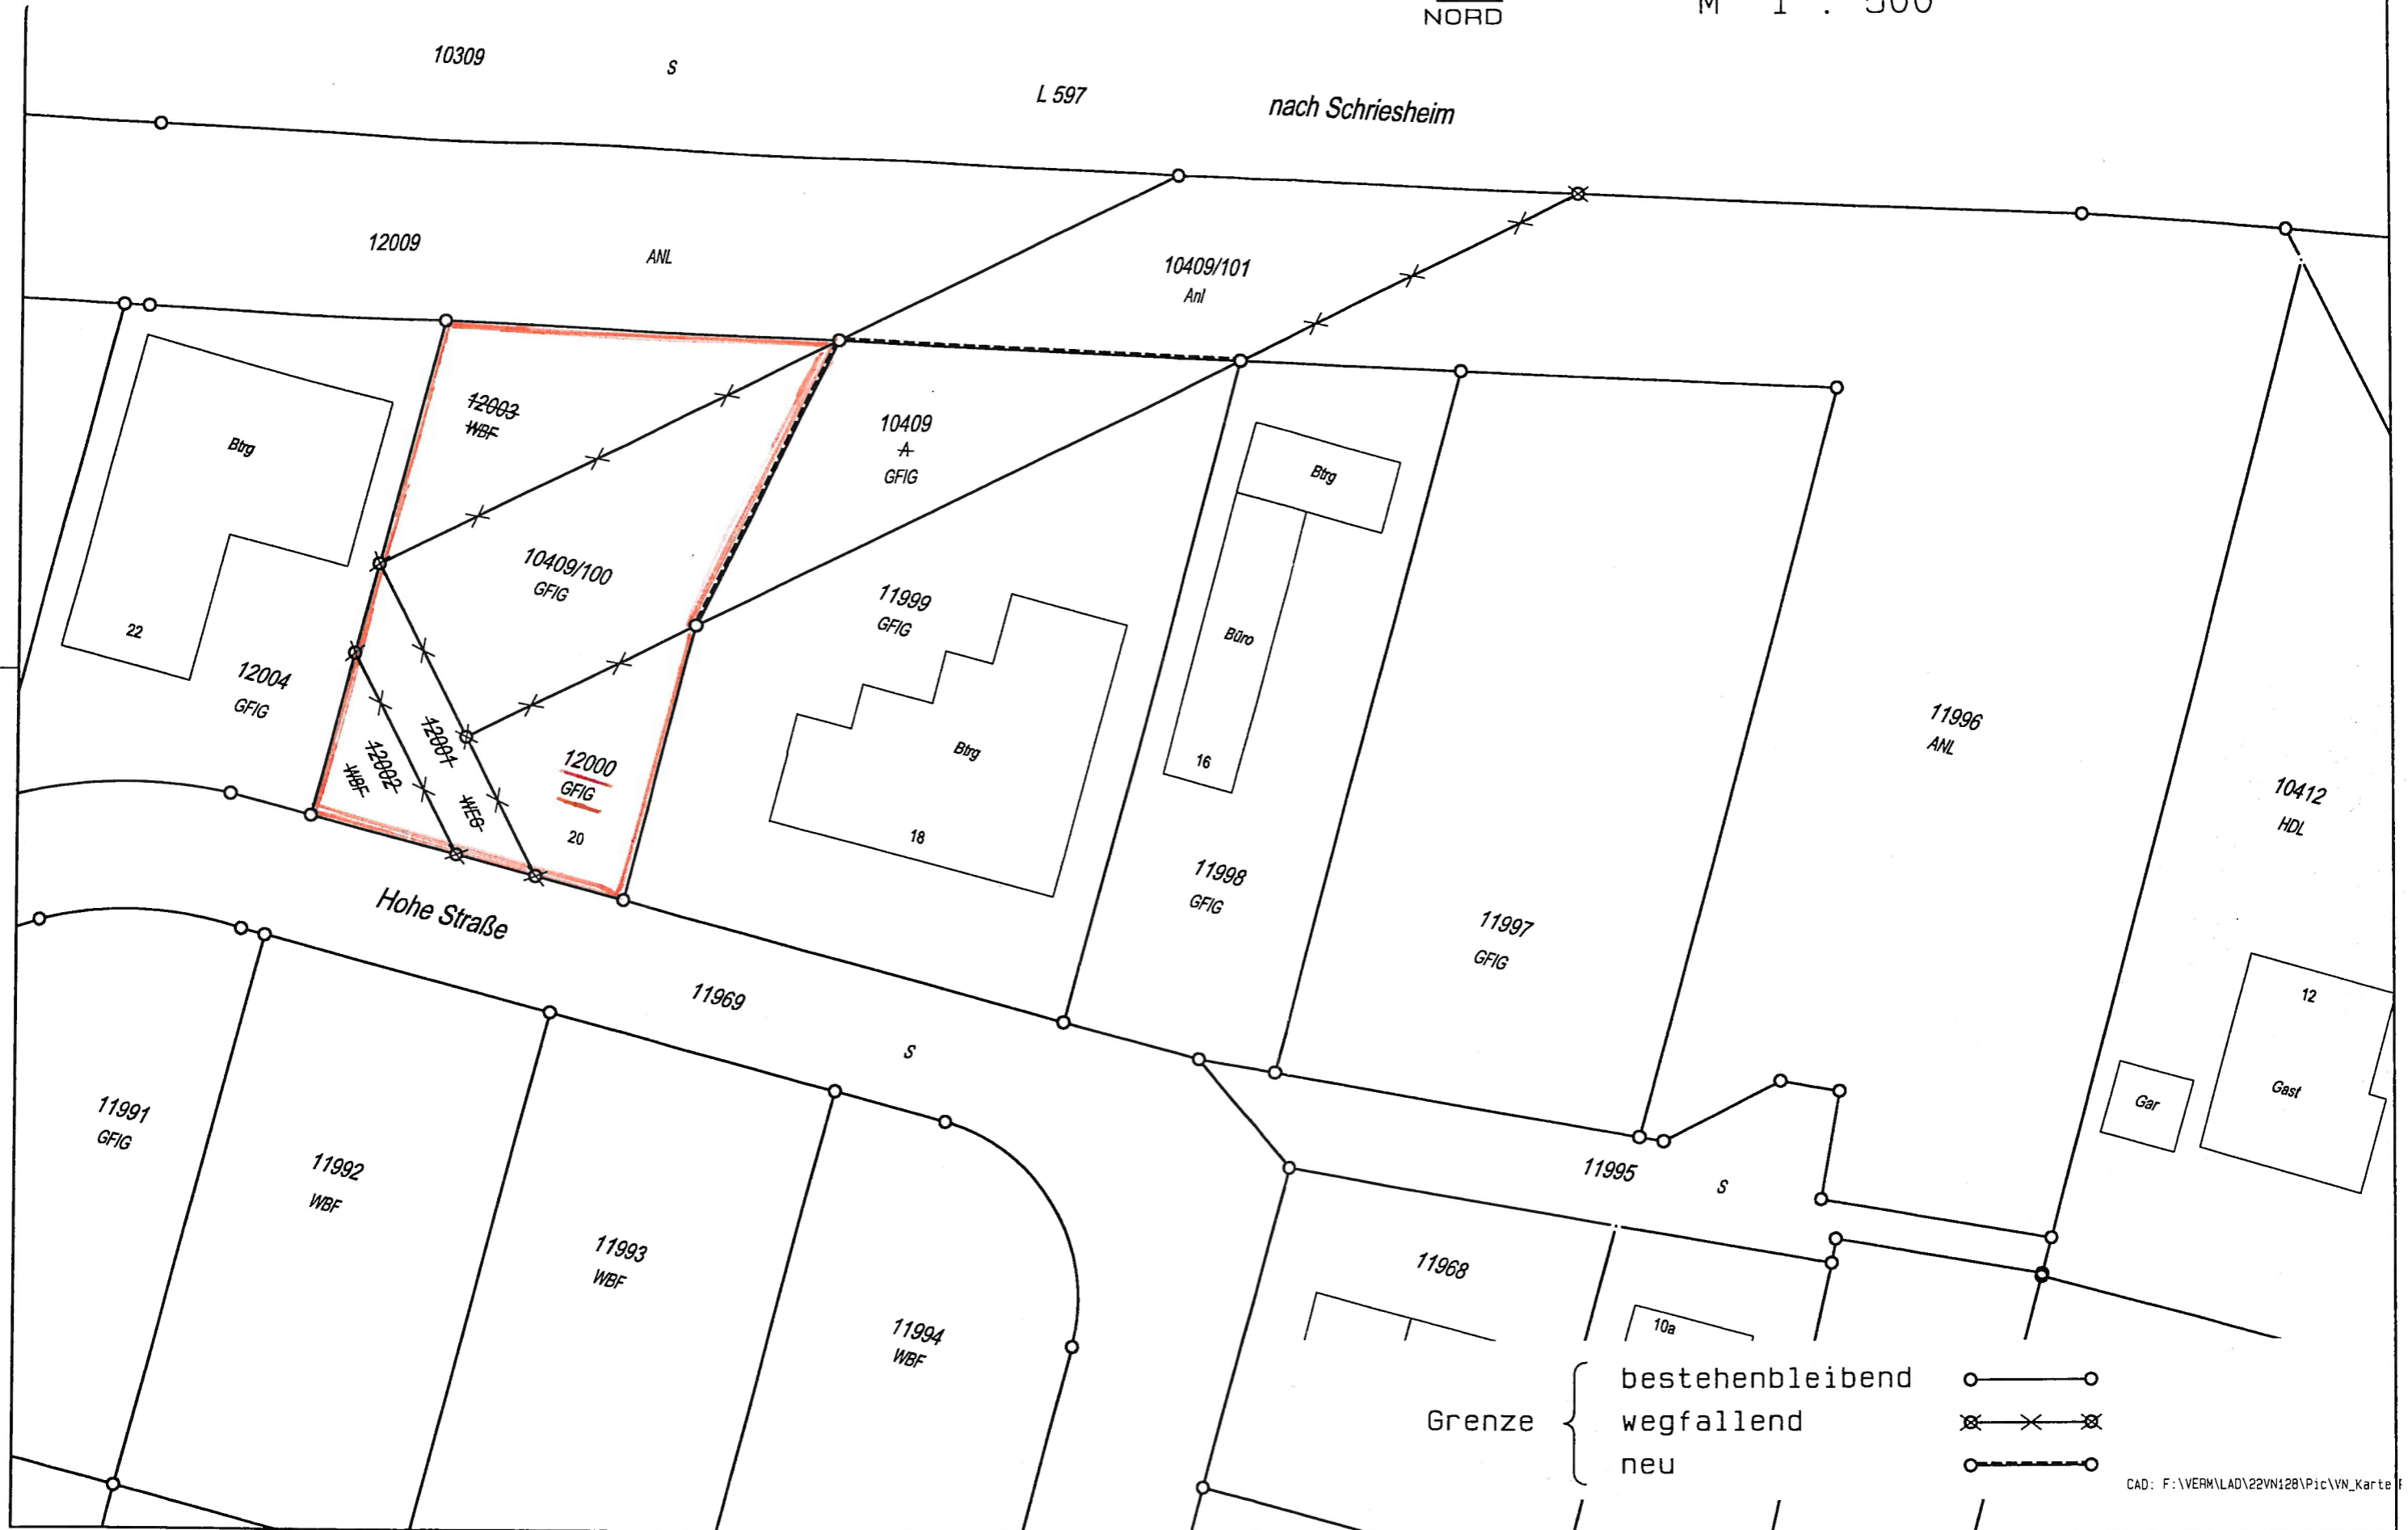 NORD
M 1 : 500
10309
S
L 597
nach Schriesheim
12009
ANL
10409/101
Anl
12003
WBF
10409
A
GFIG
Btrg
Btrg
10409/100
GFIG
11999
GFIG
22
Büro
12004
GFIG
12001
12002
WBF
WEG
12000
GFIG
20
Btrg
18
16
11996
ANL
10412
HDL
11998
GFIG
11997
GFIG
Hohe Straße
11969
S
12
Gar
Gast
11991
GFIG
11992
WBF
11995
S
11993
WBF
11968
11994
WBF
10a
Grenze
bestehenbleibend
wegfallend
neu
CAD: F:\VERM\LAD\22VN128\Pic\VN_Karte